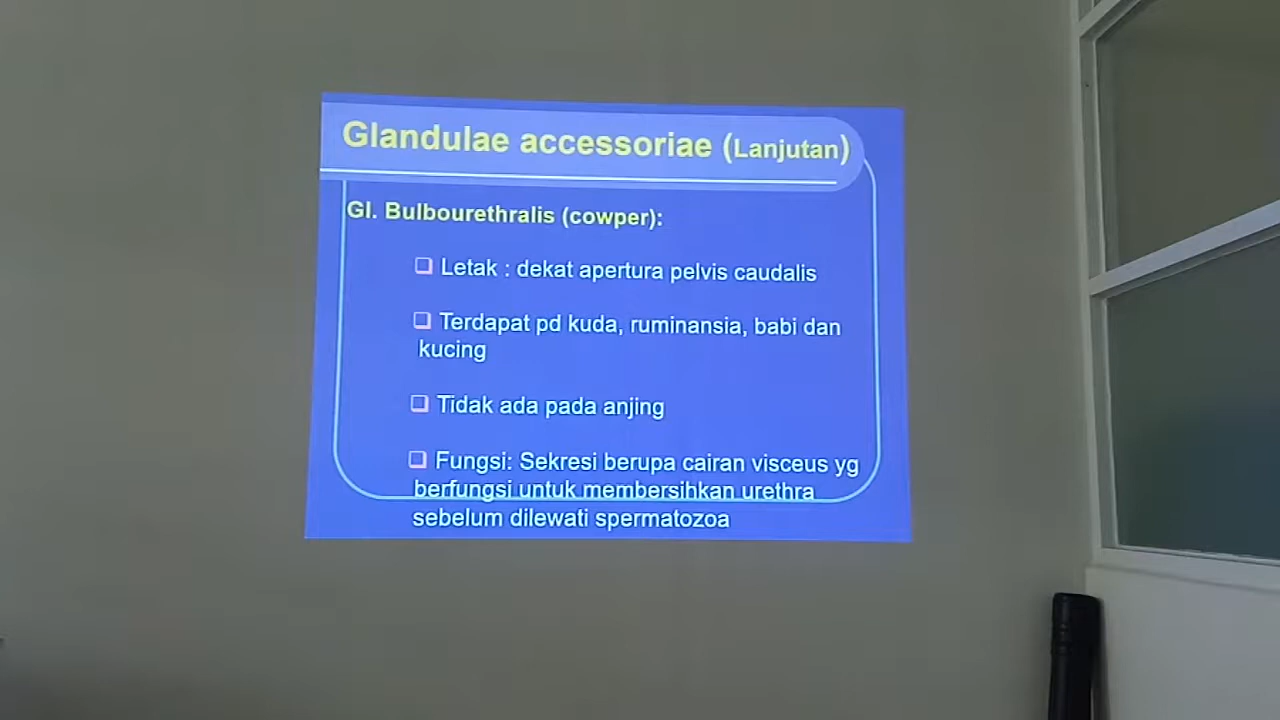 Glandulae accessoriae (Lanjutan)
Gl. Bulbourethralis (cowper):
❑ Letak : dekat apertura pelvis caudalis
❑ Terdapat pd kuda, ruminansia, babi dan
kucing
❑ Tidak ada pada anjing
❑ Fungsi: Sekresi berupa cairan visceus yg
berfungsi untuk membersihkan urethra
sebelum dilewati spermatozoa